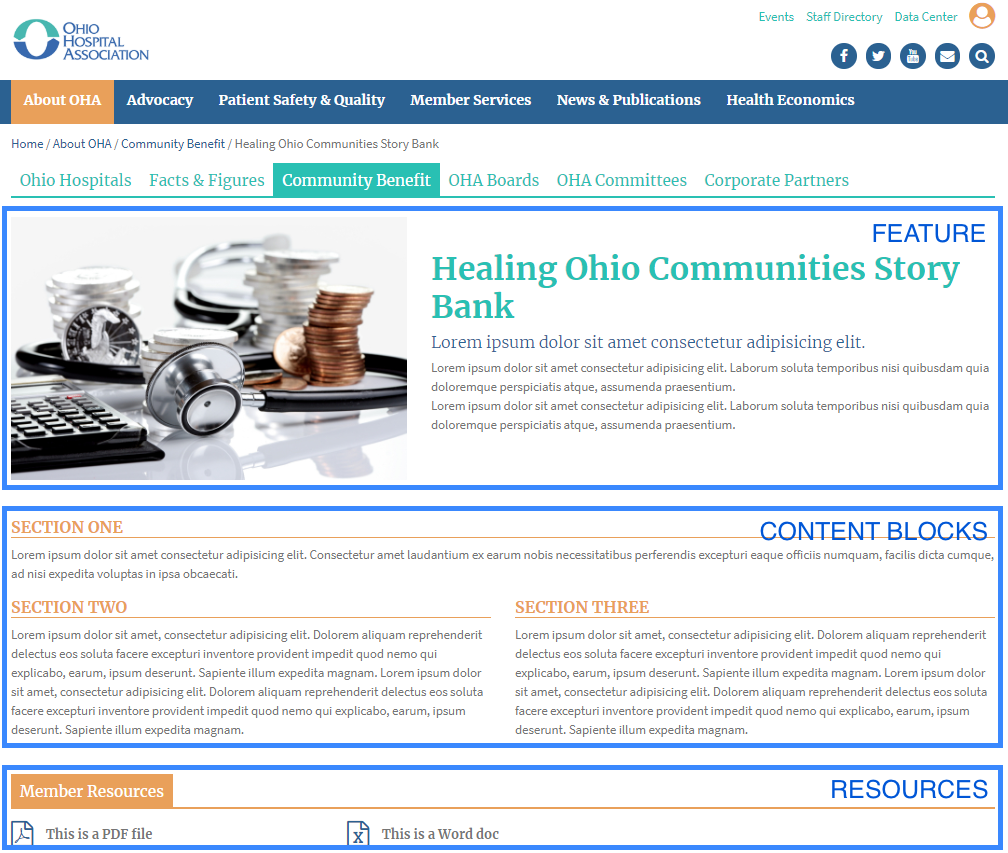 Events Staff Directory Data Center
OHIO
HOSPITAL
ASSOCIATION
About OHA Advocacy Patient Safety & Quality Member Services News & Publications Health Economics
Home / About OHA / Community Benefit / Healing Ohio Communities Story Bank
Ohio Hospitals Facts & Figures Community Benefit OHA Boards OHA Committees Corporate Partners
FEATURE
Healing Ohio Communities Story
Bank
Lorem ipsum dolor sit amet consectetur adipisicing elit.
Lorem ipsum dolor sit amet consectetur adipisicing elit. Laborum soluta temporibus nisi quibusdam quia
doloremque perspiciatis atque, assumenda praesentium.
Lorem ipsum dolor sit amet consectetur adipisicing elit. Laborum soluta temporibus nisi quibusdam quia
doloremque perspiciatis atque, assumenda praesentium.
SECTION ONE
CONTENT BLOCKS
Lorem ipsum dolor sit amet consectetur adipisicing elit. Consectetur amet laudantium ex earum nobis necessitatibus perferendis excepturi eaque officiis numquam, facilis dicta cumque,
ad nisi expedita voluptas in ipsa obcaecati.
SECTION TWO
Lorem ipsum dolor sit amet, consectetur adipisicing elit. Dolorem aliquam reprehenderit
delectus eos soluta facere excepturi inventore provident impedit quod nemo qui
explicabo, earum, ipsum deserunt. Sapiente illum expedita magnam. Lorem ipsum dolor
sit amet, consectetur adipisicing elit. Dolorem aliquam reprehenderit delectus eos soluta
facere excepturi inventore provident impedit quod nemo qui explicabo, earum, ipsum
deserunt. Sapiente illum expedita magnam.
SECTION THREE
Lorem ipsum dolor sit amet, consectetur adipisicing elit. Dolorem aliquam reprehenderit
delectus eos soluta facere excepturi inventore provident impedit quod nemo qui
explicabo, earum, ipsum deserunt. Sapiente illum expedita magnam. Lorem ipsum dolor
sit amet, consectetur adipisicing elit. Dolorem aliquam reprehenderit delectus eos soluta
facere excepturi inventore provident impedit quod nemo qui explicabo, earum, ipsum
deserunt. Sapiente illum expedita magnam.
Member Resources
RESOURCES
This is a PDF file
This is a Word doc